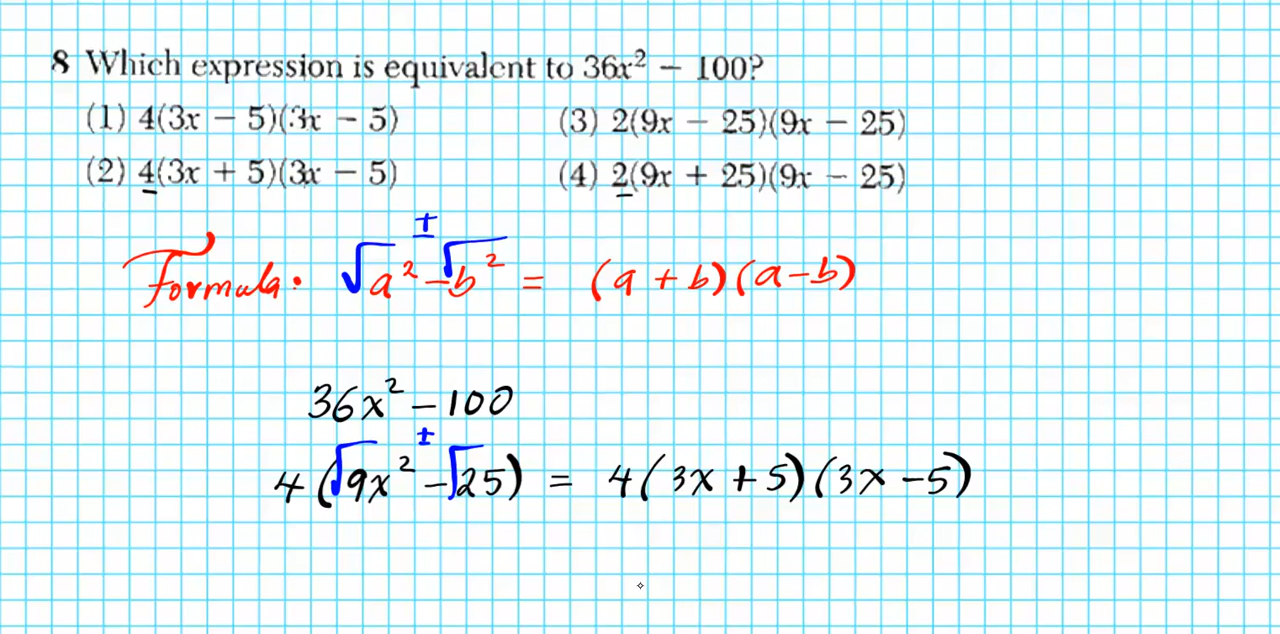 8 Which expression is equivalent to 36x² − 100?
(1) 4(3x − 5)(3x − 5) (3) 2(9x − 25)(9x − 25)
(2) 4(3x + 5)(3x − 5) (4) 2(9x + 25)(9x − 25)
±
Formula: √a² − √b² = (a + b)(a − b)
36x² − 100
±
4(√9x² − √25) = 4(3x + 5)(3x − 5)